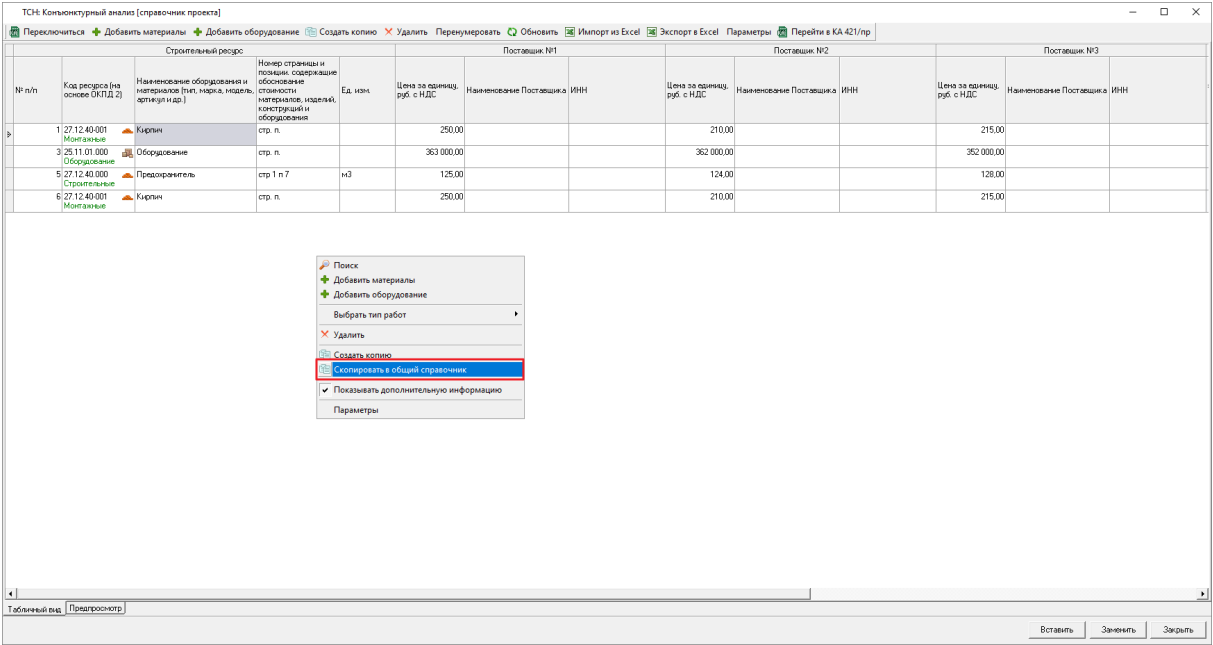 ТСН: Конъюнктурный анализ [справочник проекта]
Переключиться Добавить материалы Добавить оборудование Создать копию Удалить Перенумеровать Обновить Импорт из Excel Экспорт в Excel Параметры Перейти в КА 421/пр
Строительный ресурс Поставщик №1 Поставщик №2 Поставщик №3
№ п/п
Код ресурса (на
основе ОКПД 2)
Наименование оборудования и
материалов (тип, марка, модель,
артикул и др.)
Номер страницы и
позиции. содержащие
обоснование
стоимости
материалов, изделий,
конструкций и
оборудования
Ед. изм.
Цена за единицу,
руб. с НДС
Наименование Поставщика ИНН
Цена за единицу,
руб. с НДС
Наименование Поставщика ИНН
Цена за единицу,
руб. с НДС
Наименование Поставщика ИНН
1 27.12.40-001 Кирпич стр. п. 250,00 210,00 215,00
Монтажные
3 25.11.01.000 Оборудование стр. п. 363 000,00 362 000,00 352 000,00
Оборудование
5 27.12.40.000 Предохранитель стр 1 п 7 м3 125,00 124,00 128,00
Строительные
6 27.12.40-001 Кирпич стр. п. 250,00 210,00 215,00
Монтажные
Поиск
Добавить материалы
Добавить оборудование
Выбрать тип работ
Удалить
Создать копию
Скопировать в общий справочник
Показывать дополнительную информацию
Параметры
Табличный вид Предпросмотр
Вставить Заменить Закрыть